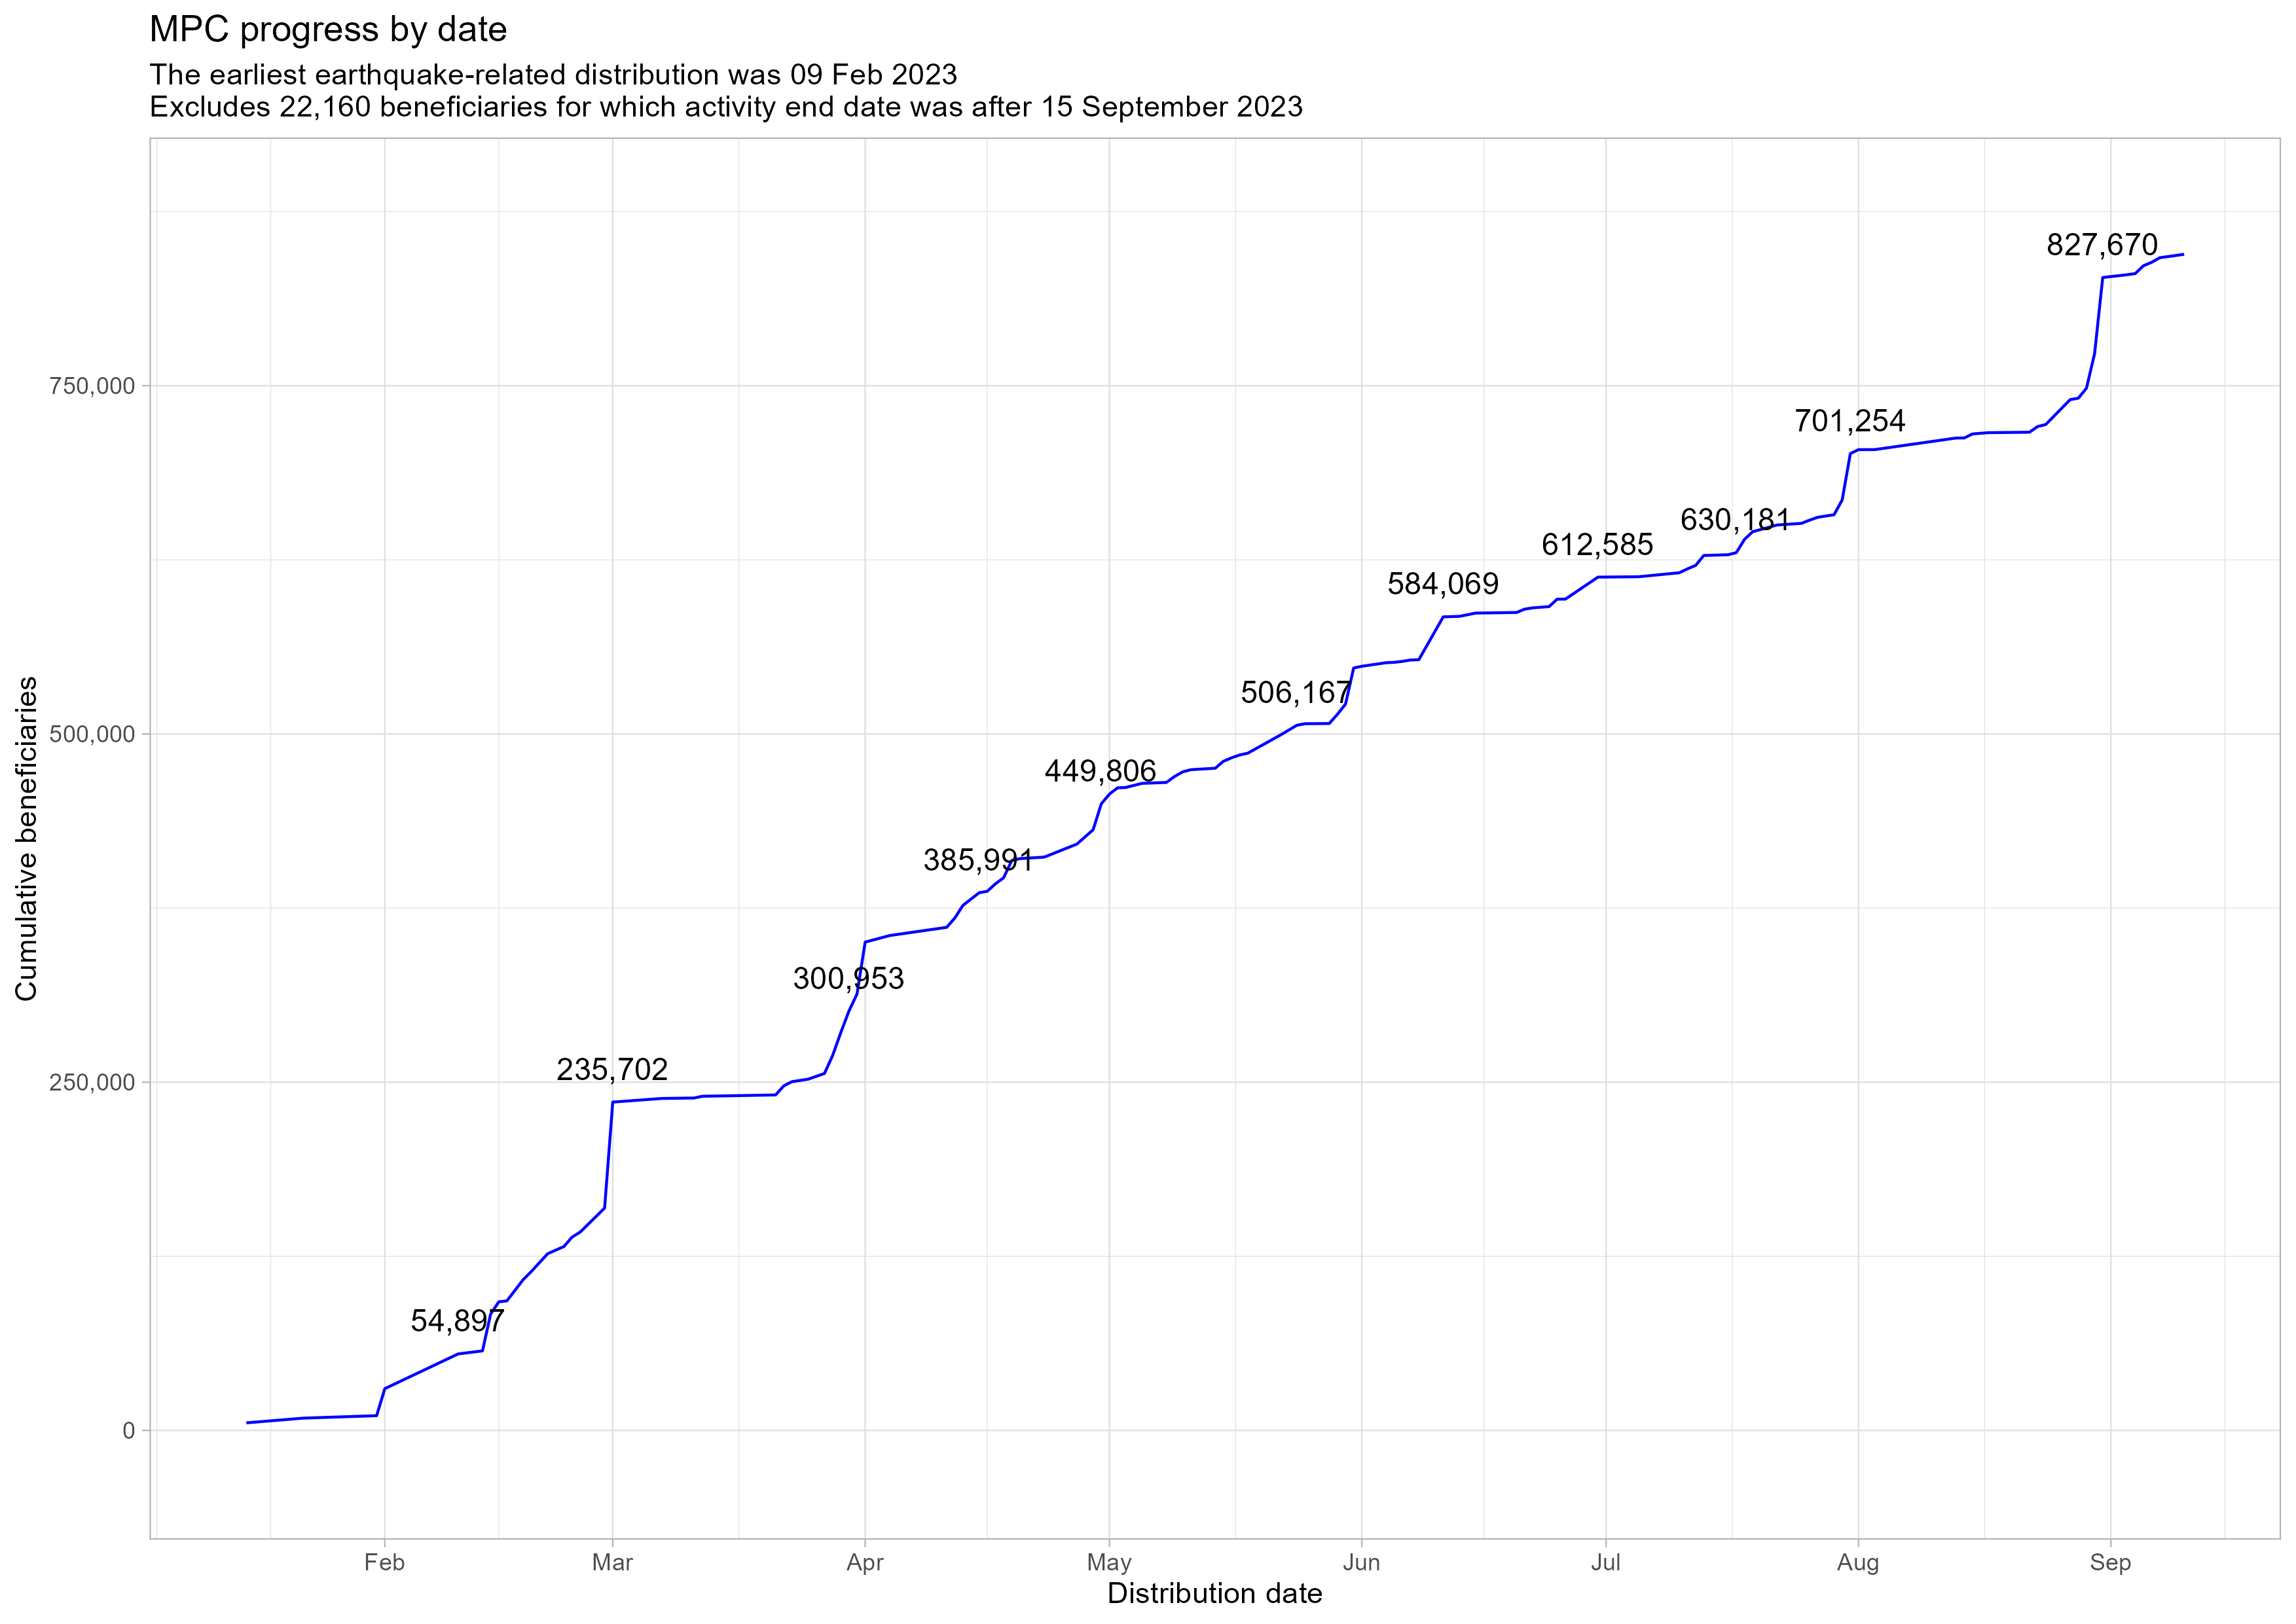 MPC progress by date
The earliest earthquake-related distribution was 09 Feb 2023
Excludes 22,160 beneficiaries for which activity end date was after 15 September 2023
827,670
750,000
701,254
630,181
612,585
584,069
506,167
500,000
449,806
385,991
300,953
235,702
250,000
54,897
0
Cumulative beneficiaries
Feb Mar Apr May Jun Jul Aug Sep
Distribution date